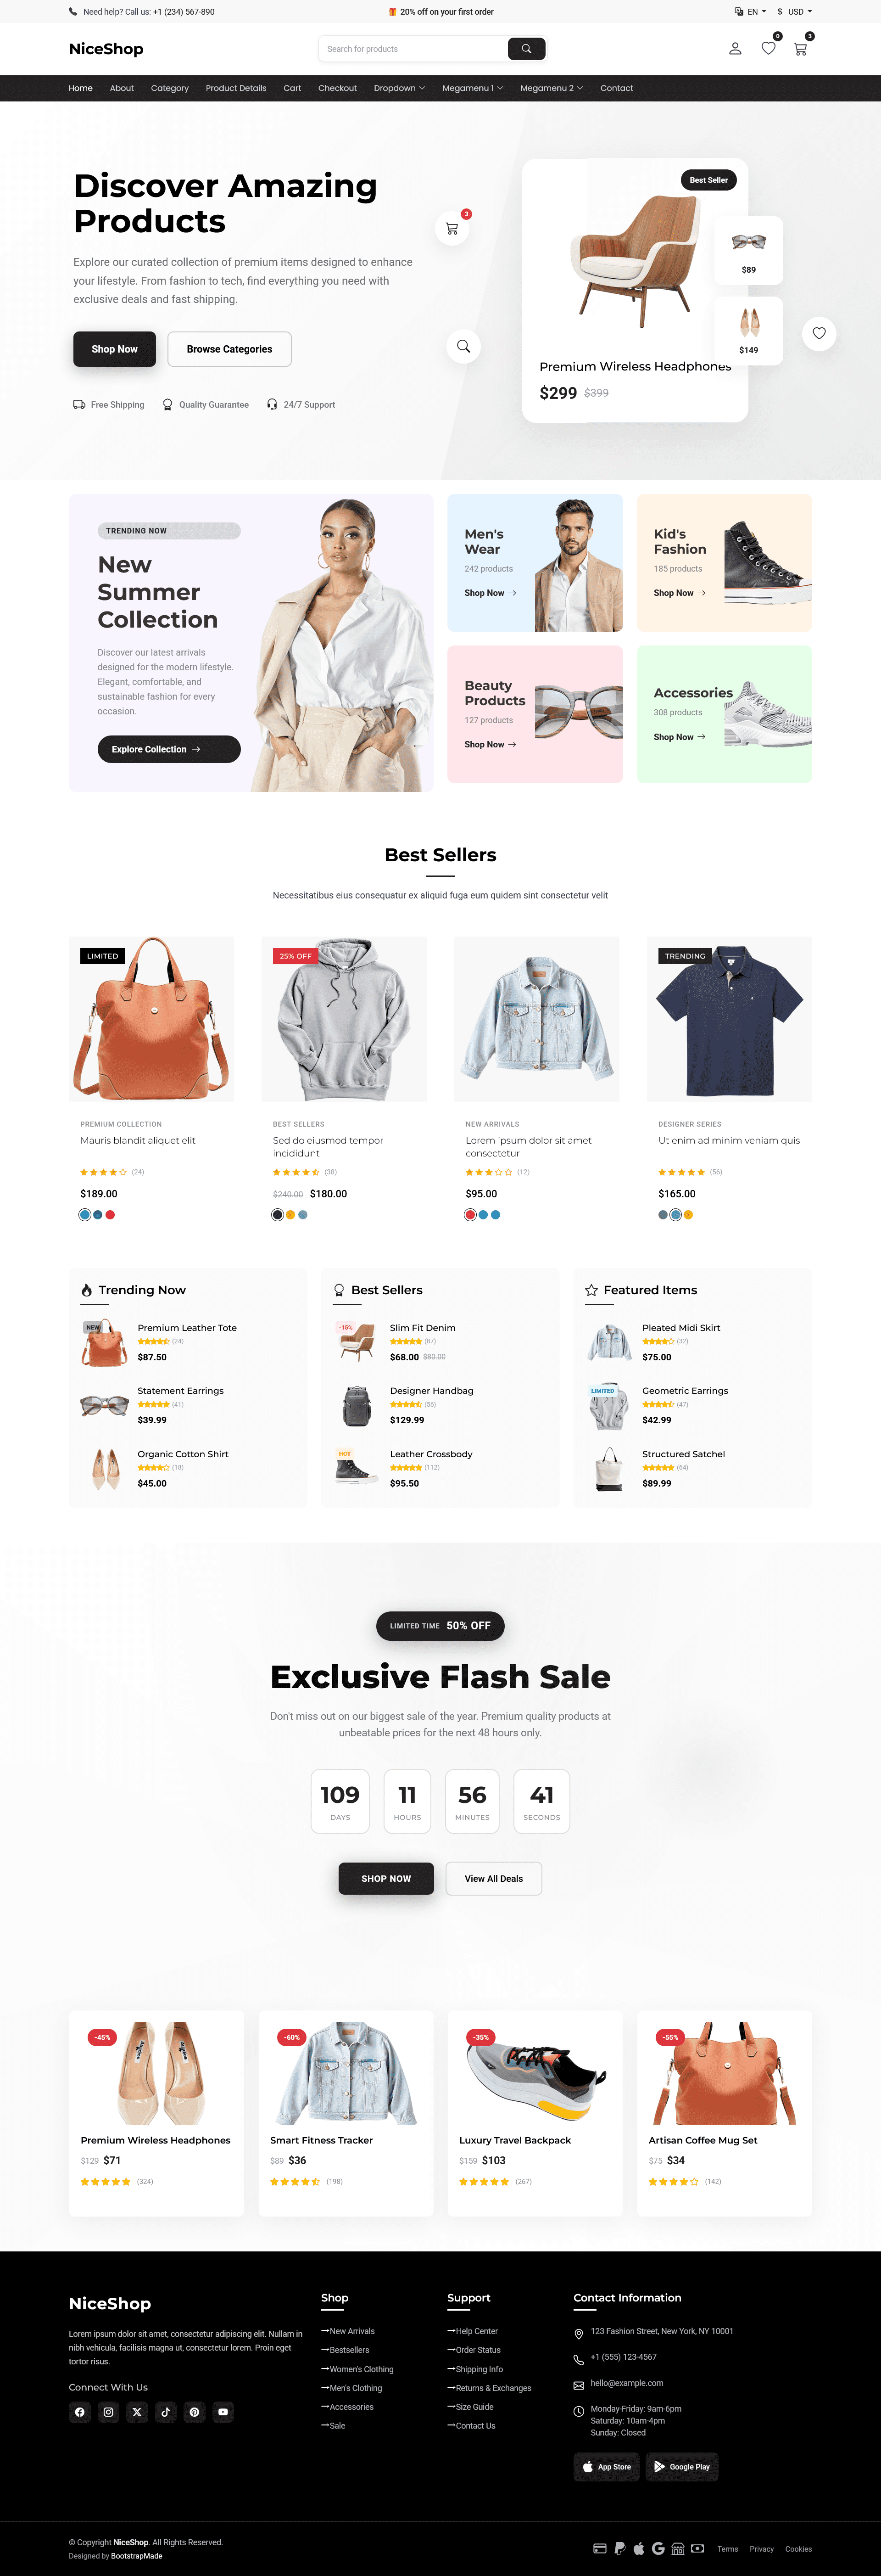 Need help? Call us: +1 (234) 567-890
20% off on your first order
EN
$ USD
NiceShop
Search for products
0
3
Home
About
Category
Product Details
Cart
Checkout
Dropdown
Megamenu 1
Megamenu 2
Contact
Discover Amazing
Products
Explore our curated collection of premium items designed to enhance
your lifestyle. From fashion to tech, find everything you need with
exclusive deals and fast shipping.
Shop Now
Browse Categories
Free Shipping
Quality Guarantee
24/7 Support
3
Best Seller
$89
$149
Premium Wireless Headphones
$299 $399
TRENDING NOW
New
Summer
Collection
Discover our latest arrivals
designed for the modern lifestyle.
Elegant, comfortable, and
sustainable fashion for every
occasion.
Explore Collection
Men's
Wear
242 products
Shop Now
Kid's
Fashion
185 products
Shop Now
Beauty
Products
127 products
Shop Now
Accessories
308 products
Shop Now
Best Sellers
Necessitatibus eius consequatur ex aliquid fuga eum quidem sint consectetur velit
LIMITED
PREMIUM COLLECTION
Mauris blandit aliquet elit
(24)
$189.00
25% OFF
BEST SELLERS
Sed do eiusmod tempor
incididunt
(38)
$240.00 $180.00
NEW ARRIVALS
Lorem ipsum dolor sit amet
consectetur
(12)
$95.00
TRENDING
DESIGNER SERIES
Ut enim ad minim veniam quis
(56)
$165.00
Trending Now
NEW
Premium Leather Tote
(24)
$87.50
Statement Earrings
(41)
$39.99
Organic Cotton Shirt
(18)
$45.00
Best Sellers
-15%
Slim Fit Denim
(87)
$68.00 $80.00
Designer Handbag
(56)
$129.99
HOT
Leather Crossbody
(112)
$95.50
Featured Items
Pleated Midi Skirt
(32)
$75.00
LIMITED
Geometric Earrings
(47)
$42.99
Structured Satchel
(64)
$89.99
LIMITED TIME 50% OFF
Exclusive Flash Sale
Don't miss out on our biggest sale of the year. Premium quality products at
unbeatable prices for the next 48 hours only.
109
DAYS
11
HOURS
56
MINUTES
41
SECONDS
SHOP NOW
View All Deals
-45%
Premium Wireless Headphones
$129 $71
(324)
-60%
Smart Fitness Tracker
$89 $36
(198)
-35%
Luxury Travel Backpack
$159 $103
(267)
-55%
Artisan Coffee Mug Set
$75 $34
(142)
NiceShop
Lorem ipsum dolor sit amet, consectetur adipiscing elit. Nullam in
nibh vehicula, facilisis magna ut, consectetur lorem. Proin eget
tortor risus.
Connect With Us
Shop
New Arrivals
Bestsellers
Women's Clothing
Men's Clothing
Accessories
Sale
Support
Help Center
Order Status
Shipping Info
Returns & Exchanges
Size Guide
Contact Us
Contact Information
123 Fashion Street, New York, NY 10001
+1 (555) 123-4567
hello@example.com
Monday-Friday: 9am-6pm
Saturday: 10am-4pm
Sunday: Closed
App Store
Google Play
© Copyright NiceShop. All Rights Reserved.
Designed by BootstrapMade
Terms
Privacy
Cookies